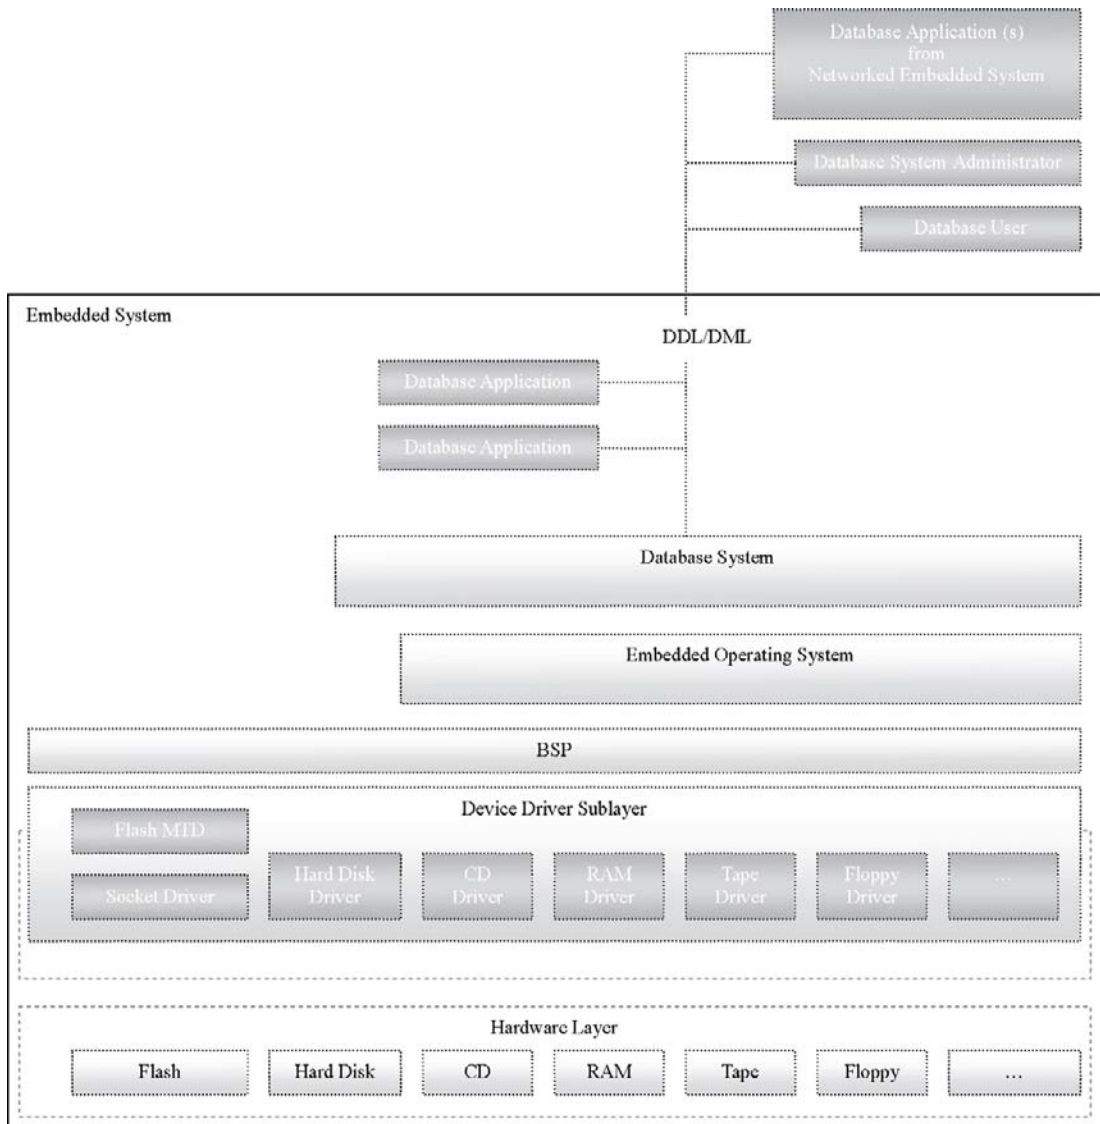 Database Application (s)
from
Networked Embedded System
Database System Administrator
Database User
Embedded System
DDL/DML
Database Application
Database Application
Database System
Embedded Operating System
BSP
Device Driver Sublayer
Flash MTD
Socket Driver
Hard Disk
Driver
CD
Driver
RAM
Driver
Tape
Driver
Floppy
Driver
…
Hardware Layer
Flash
Hard Disk
CD
RAM
Tape
Floppy
…